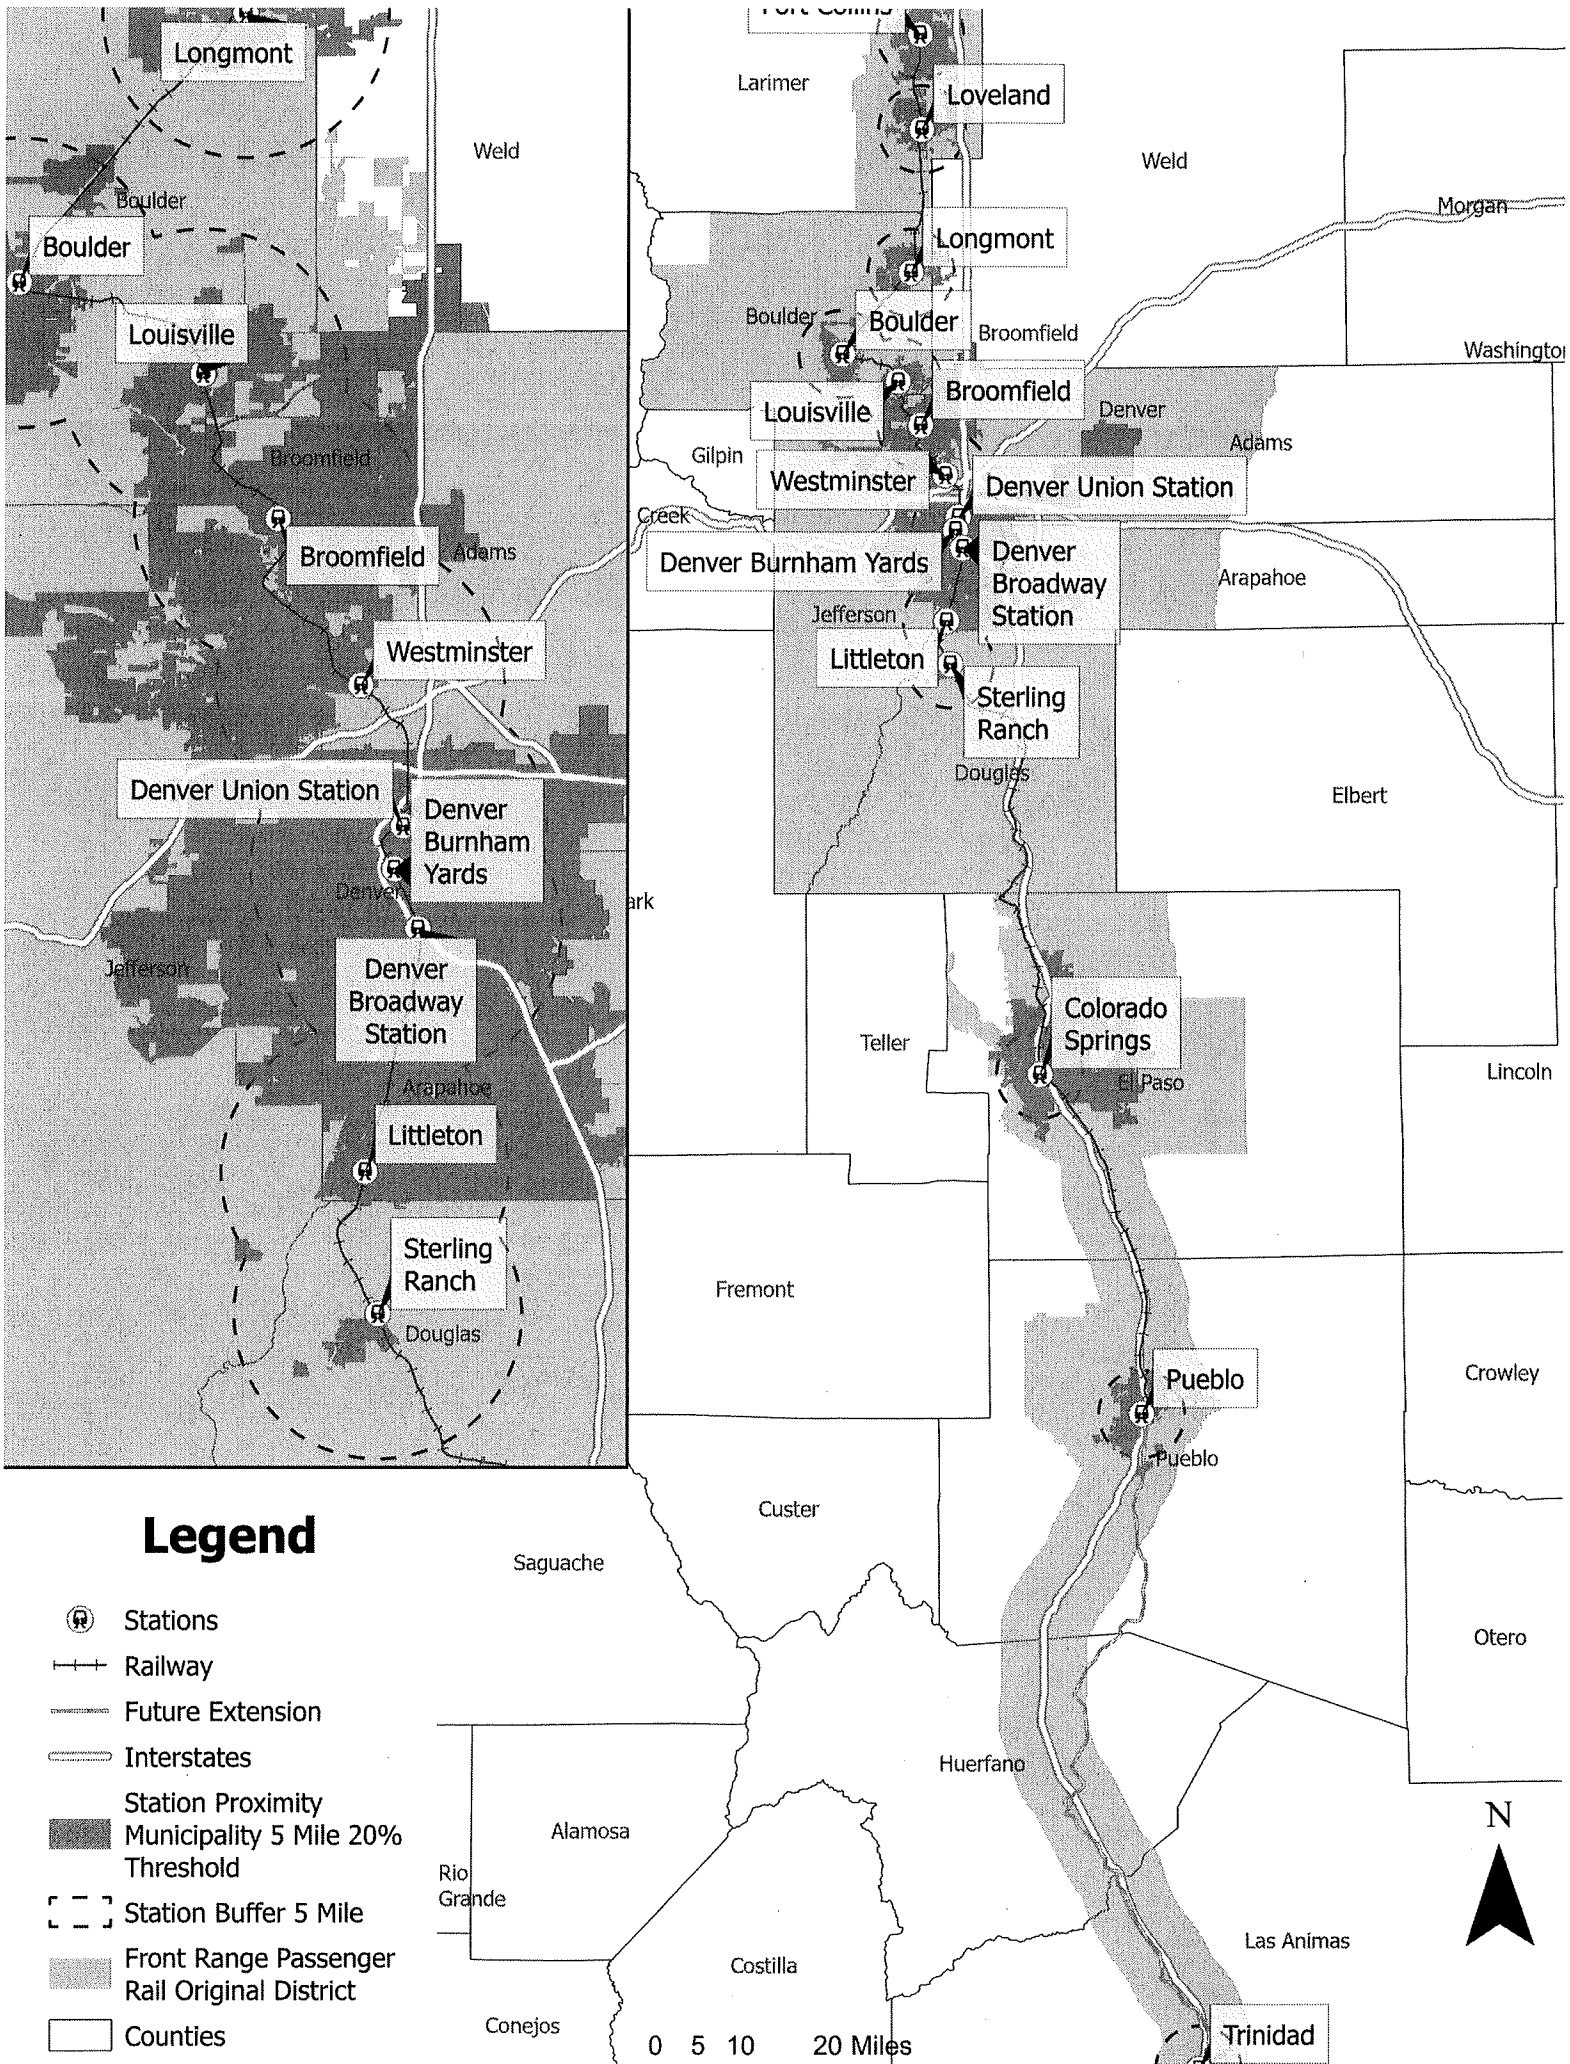 Longmont
Weld
Boulder
Boulder
Louisville
Broomfield
Broomfield
Adams
Westminster
Denver Union Station
Denver
Burnham
Yards
Denver
Jefferson
Denver
Broadway
Station
Arapahoe
Littleton
Sterling
Ranch
Douglas
Fort Collins
Larimer
Loveland
Weld
Morgan
Longmont
Boulder
Boulder
Broomfield
Washington
Louisville
Broomfield
Denver
Adams
Gilpin
Westminster
Denver Union Station
Creek
Denver Burnham Yards
Denver
Broadway
Station
Arapahoe
Jefferson
Littleton
Sterling
Ranch
Douglas
Elbert
ark
Colorado
Springs
Teller
El Paso
Lincoln
Fremont
Pueblo
Crowley
Pueblo
Custer
Saguache
Otero
Huerfano
Alamosa
Rio
Grande
Las Animas
Costilla
Conejos
Trinidad
Legend
Stations
Railway
Future Extension
Interstates
Station Proximity
Municipality 5 Mile 20%
Threshold
Station Buffer 5 Mile
Front Range Passenger
Rail Original District
Counties
0 5 10 20 Miles
N